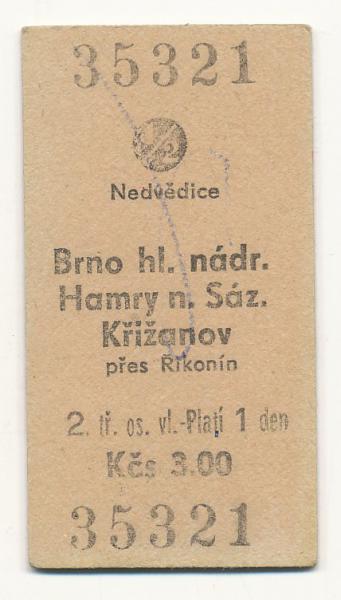 35321
1/2
Nedvědice
Brno hl. nádr.
Hamry n. Sáz.
Křižanov
přes Řikonín
2. tř. os. vl.-Platí 1 den
Kčs 3.00
35321